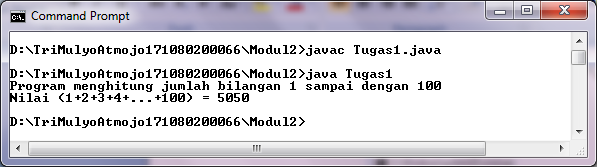 Command Prompt
D:\TriMulyoAtmojo171080200066\Modul2>javac Tugas1.java
D:\TriMulyoAtmojo171080200066\Modul2>java Tugas1
Program menghitung jumlah bilangan 1 sampai dengan 100
Nilai (1+2+3+4+...+100) = 5050
D:\TriMulyoAtmojo171080200066\Modul2>